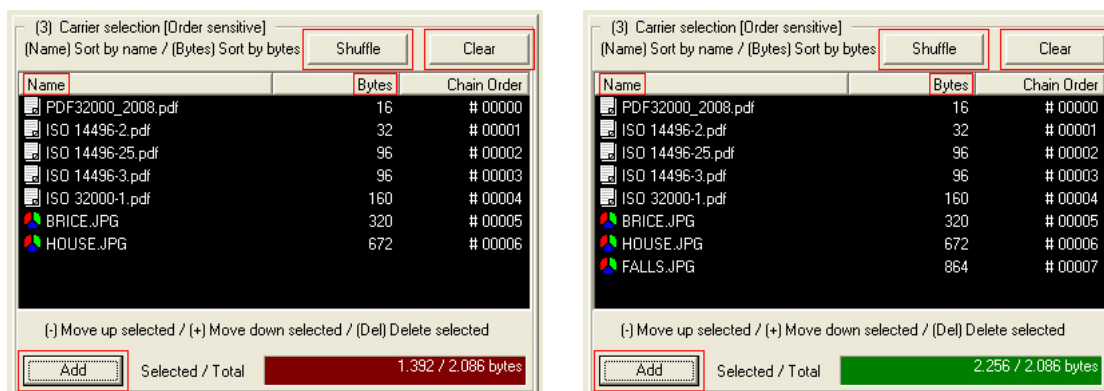 (3) Carrier selection [Order sensitive]
(Name) Sort by name / (Bytes) Sort by bytes Shuffle Clear
Name Bytes Chain Order
PDF32000_2008.pdf 16 # 00000
ISO 14496-2.pdf 32 # 00001
ISO 14496-25.pdf 96 # 00002
ISO 14496-3.pdf 96 # 00003
ISO 32000-1.pdf 160 # 00004
BRICE.JPG 320 # 00005
HOUSE.JPG 672 # 00006
(-) Move up selected / (+) Move down selected / (Del) Delete selected
Add Selected / Total 1.392 / 2.086 bytes
(3) Carrier selection [Order sensitive]
(Name) Sort by name / (Bytes) Sort by bytes Shuffle Clear
Name Bytes Chain Order
PDF32000_2008.pdf 16 # 00000
ISO 14496-2.pdf 32 # 00001
ISO 14496-25.pdf 96 # 00002
ISO 14496-3.pdf 96 # 00003
ISO 32000-1.pdf 160 # 00004
BRICE.JPG 320 # 00005
HOUSE.JPG 672 # 00006
FALLS.JPG 864 # 00007
(-) Move up selected / (+) Move down selected / (Del) Delete selected
Add Selected / Total 2.256 / 2.086 bytes